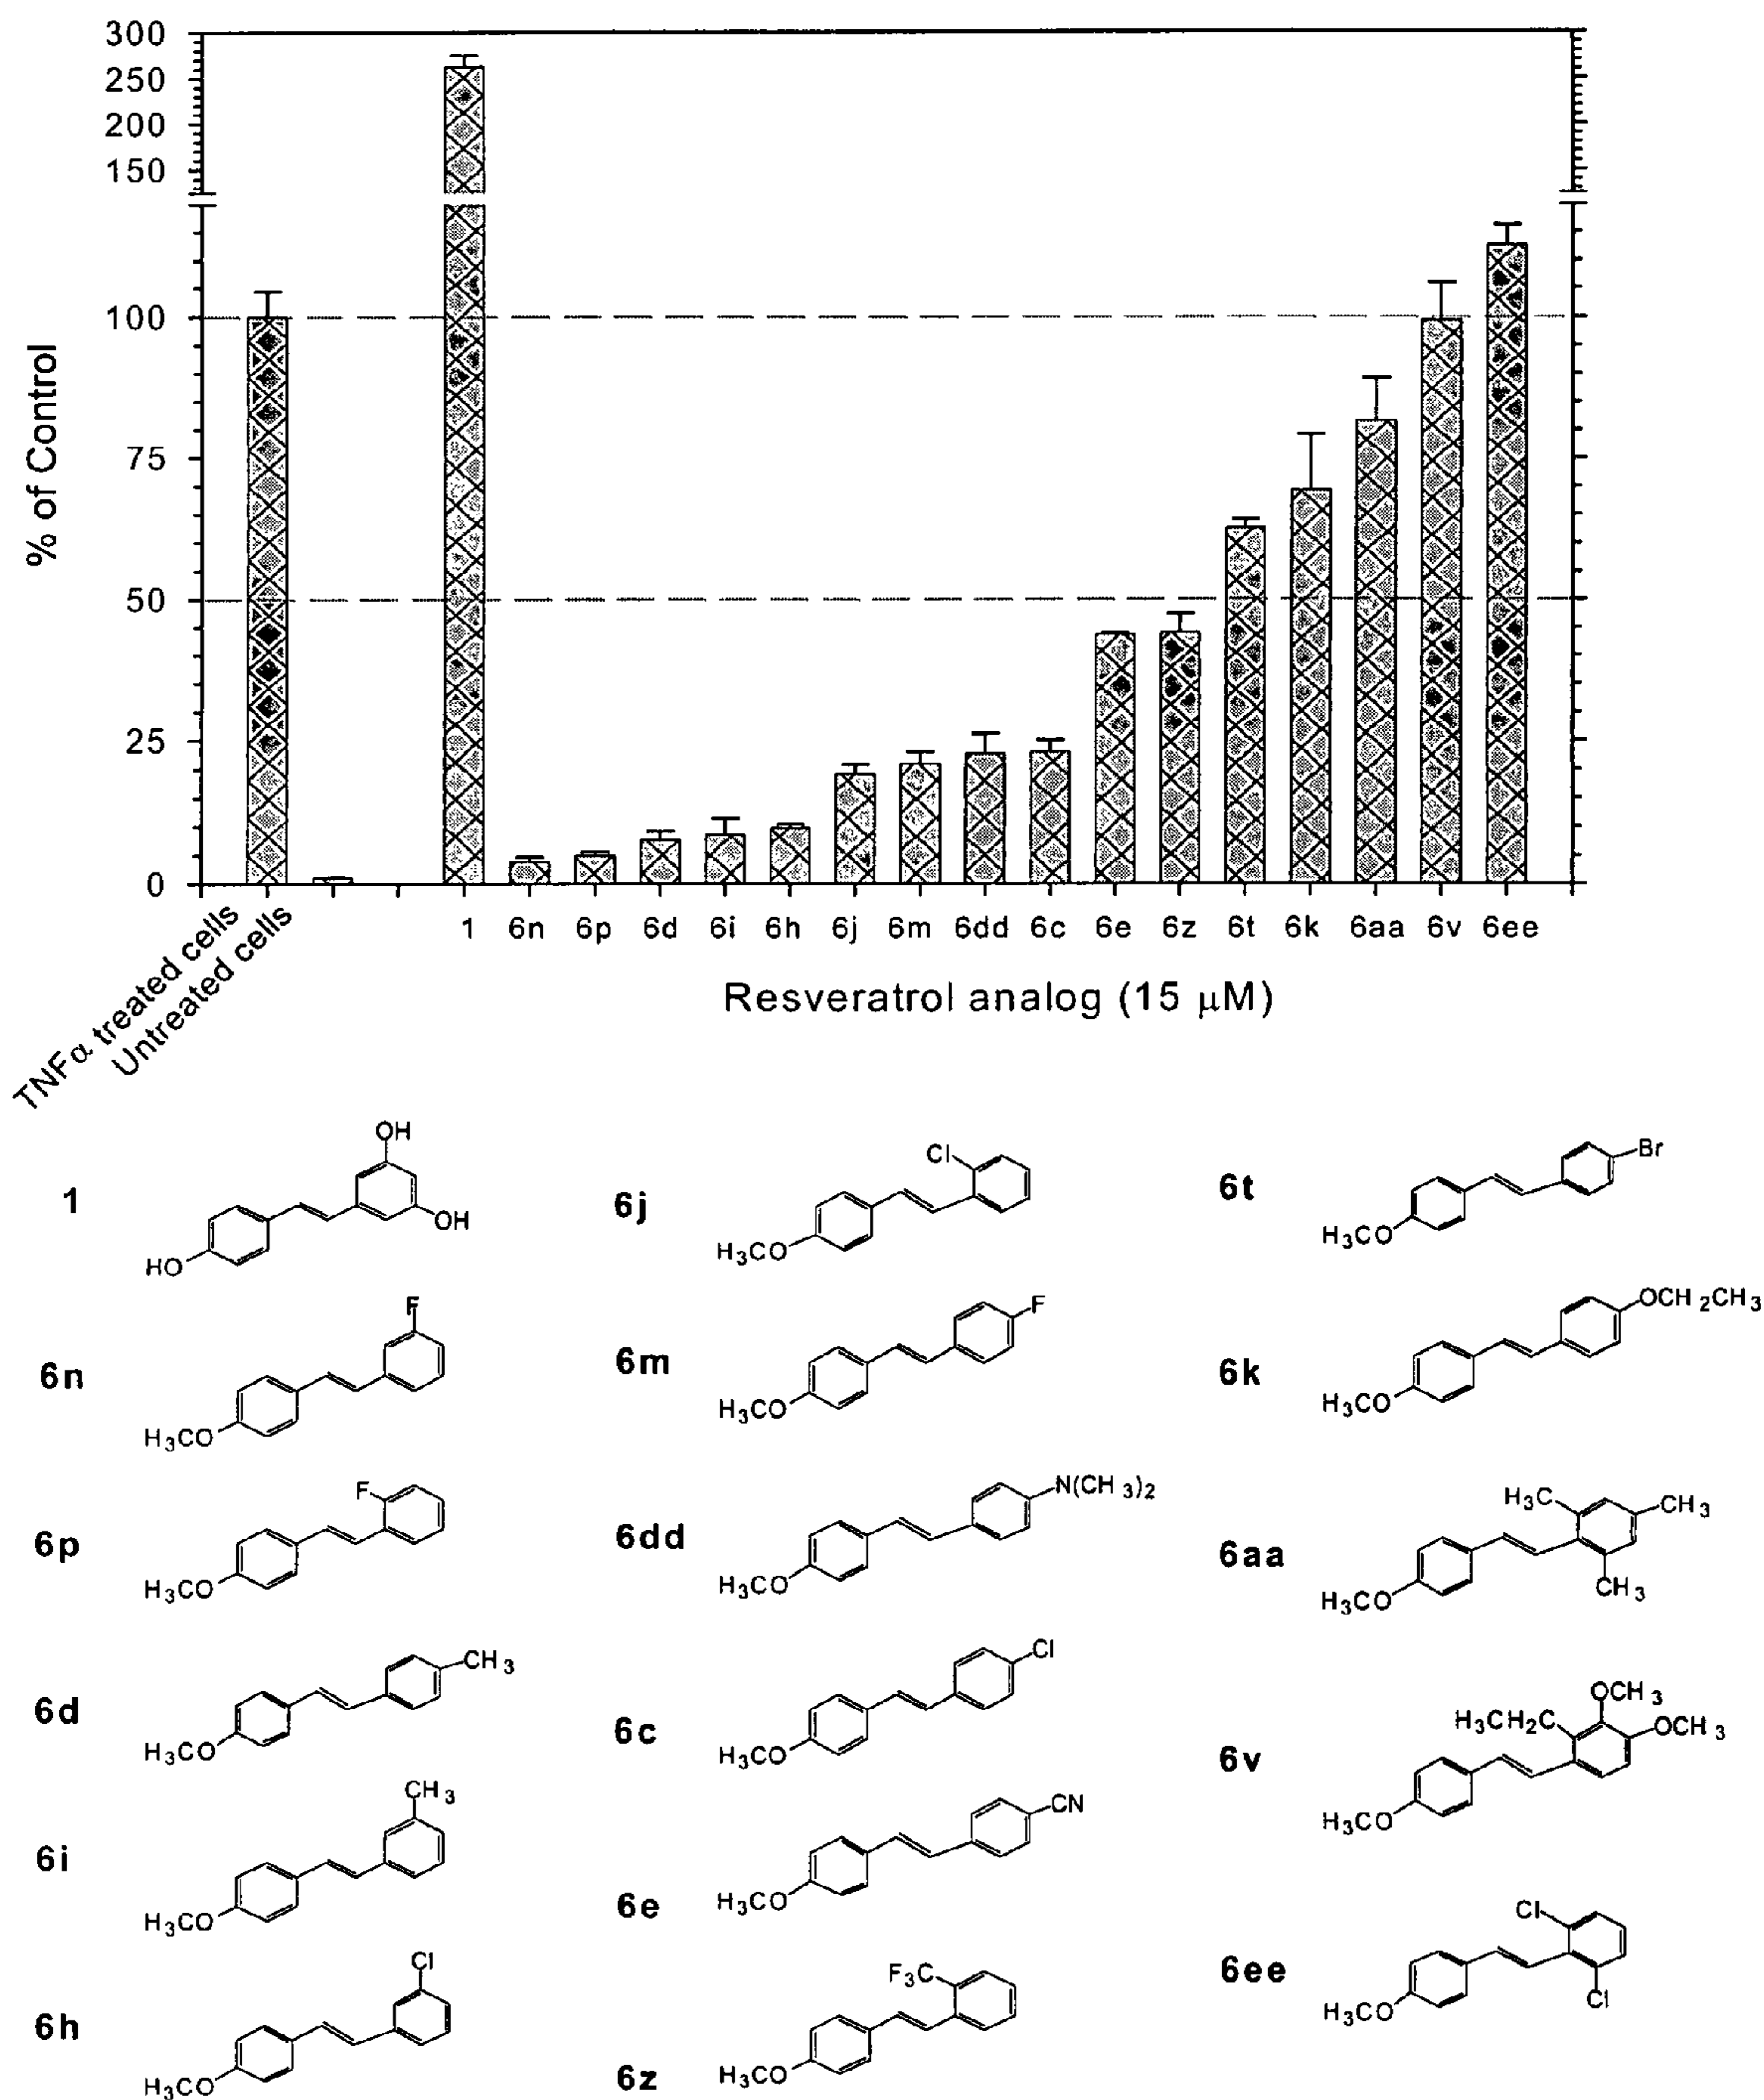 300
250
200
150
100
75
50
25
0
% of Control
TNFα treated cells
Untreated cells
1 6n 6p 6d 6i 6h 6j 6m 6dd 6c 6e 6z 6t 6k 6aa 6v 6ee
Resveratrol analog (15 μM)
1
OH
OH
HO
6n
F
H3CO
6p
F
H3CO
6d
CH3
H3CO
6i
CH3
H3CO
6h
Cl
H3CO
6j
Cl
H3CO
6m
F
H3CO
6dd
N(CH3)2
H3CO
6c
Cl
H3CO
6e
CN
H3CO
6z
F3C
H3CO
6t
Br
H3CO
6k
OCH2CH3
H3CO
6aa
H3C
CH3
CH3
H3CO
6v
OCH3
H3CH2C
OCH3
H3CO
6ee
Cl
Cl
H3CO